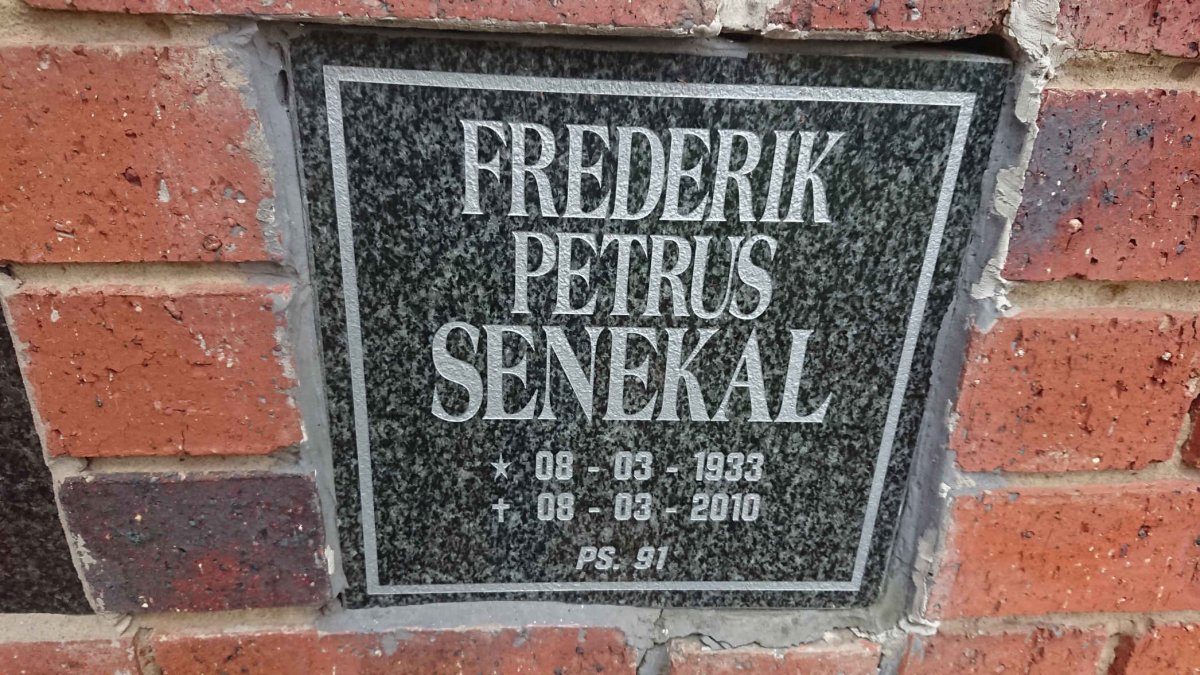 FREDERIK
PETRUS
SENEKAL
★ 08 - 03 - 1933
✝ 08 - 03 - 2010
PS. 91